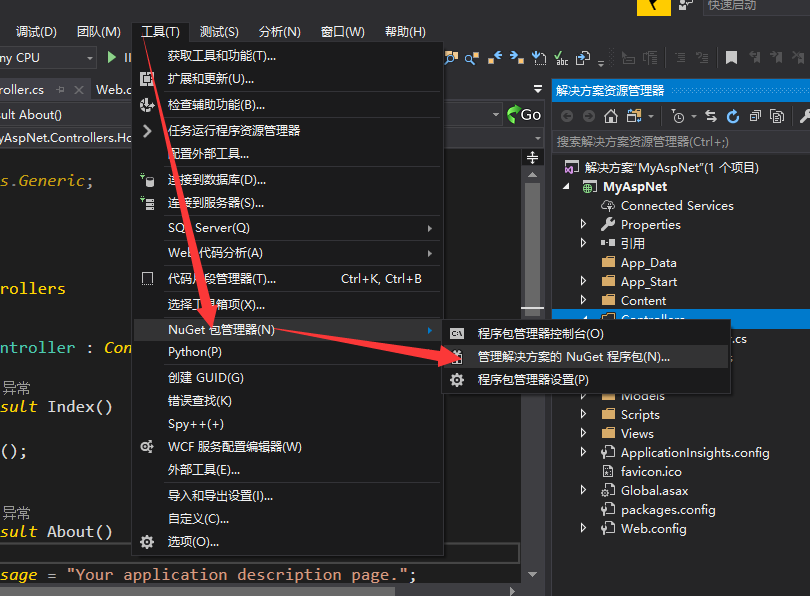 快速启动
调试(D) 团队(M) 工具(T) 测试(S) 分析(N) 窗口(W) 帮助(H)
ny CPU
获取工具和功能(T)...
扩展和更新(U)...
检查辅助功能(B)...
任务运行程序资源管理器
配置外部工具...
连接到数据库(D)...
连接到服务器(S)...
SQL Server(Q)
Web 代码分析(A)
代码片段管理器(T)... Ctrl+K, Ctrl+B
选择工具箱项(X)...
NuGet 包管理器(N)
Python(P)
创建 GUID(G)
错误查找(K)
Spy++(+)
WCF 服务配置编辑器(W)
外部工具(E)...
导入和导出设置(I)...
自定义(C)...
选项(O)...
程序包管理器控制台(O)
管理解决方案的 NuGet 程序包(N)...
程序包管理器设置(P)
roller.cs Web.c
sult About()
Go
yAspNet.Controllers.Ho
s.Generic;
rollers
ntroller : Con
异常
sult Index()
();
异常
sult About()
sage = "Your application description page.";
解决方案资源管理器
搜索解决方案资源管理器(Ctrl+;)
解决方案"MyAspNet"(1 个项目)
MyAspNet
Connected Services
Properties
引用
App_Data
App_Start
Content
Controllers
.cs
Models
Scripts
Views
ApplicationInsights.config
favicon.ico
Global.asax
packages.config
Web.config